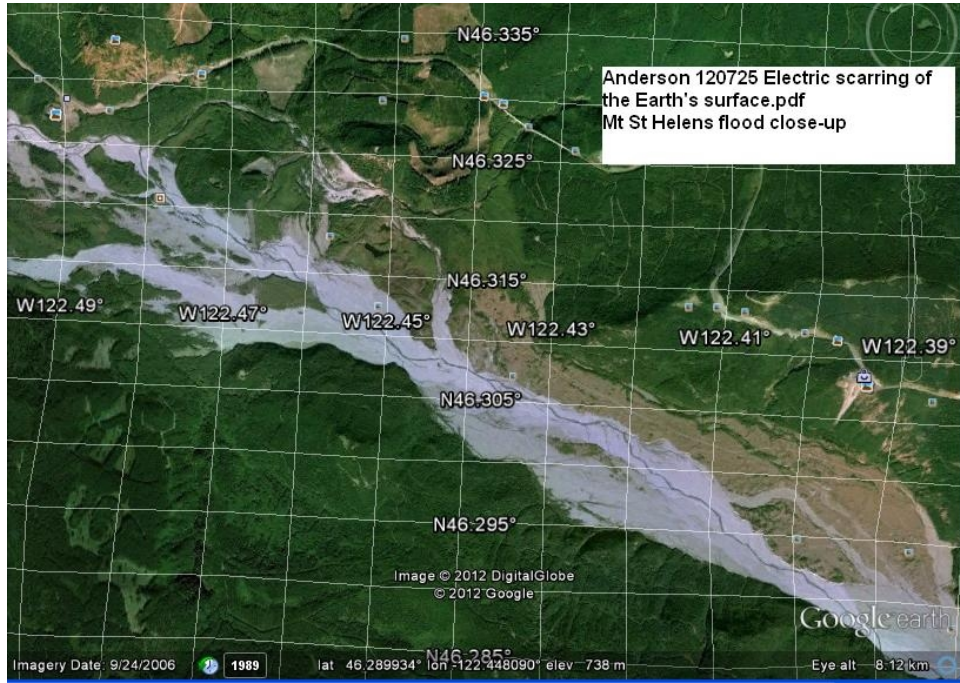 N46.335°
Anderson 120725 Electric scarring of
the Earth's surface.pdf
Mt St Helens flood close-up
N46.325°
N46.315°
W122.49°
W122.47°
W122.45°
W122.43°
W122.41°
W122.39°
N46.305°
N46.295°
Image © 2012 DigitalGlobe
© 2012 Google
Google earth
N46.285°
Imagery Date: 9/24/2006
1989
lat 46.289934° lon -122.448090° elev 738 m
Eye alt 8.12 km